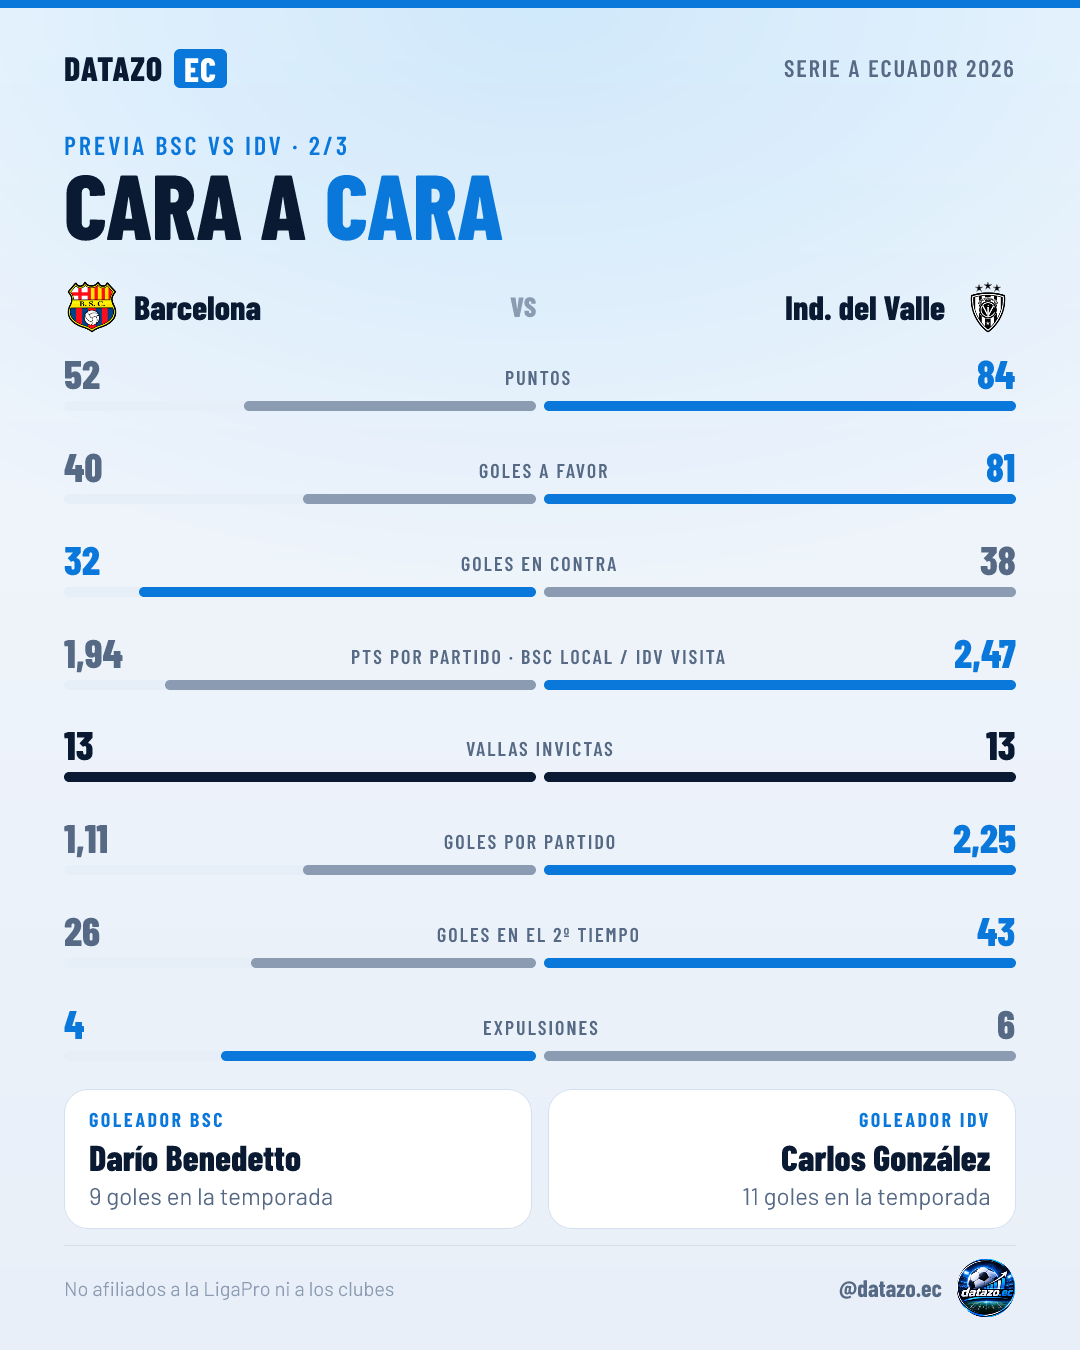 DATAZO EC
SERIE A ECUADOR 2026
PREVIA BSC VS IDV · 2/3
CARA A CARA
B. S. C.
Barcelona
VS
Ind. del Valle
52 PUNTOS 84
40 GOLES A FAVOR 81
32 GOLES EN CONTRA 38
1,94 PTS POR PARTIDO · BSC LOCAL / IDV VISITA 2,47
13 VALLAS INVICTAS 13
1,11 GOLES POR PARTIDO 2,25
26 GOLES EN EL 2º TIEMPO 43
4 EXPULSIONES 6
GOLEADOR BSC
Darío Benedetto
9 goles en la temporada
GOLEADOR IDV
Carlos González
11 goles en la temporada
No afiliados a la LigaPro ni a los clubes
@datazo.ec
datazo.ec